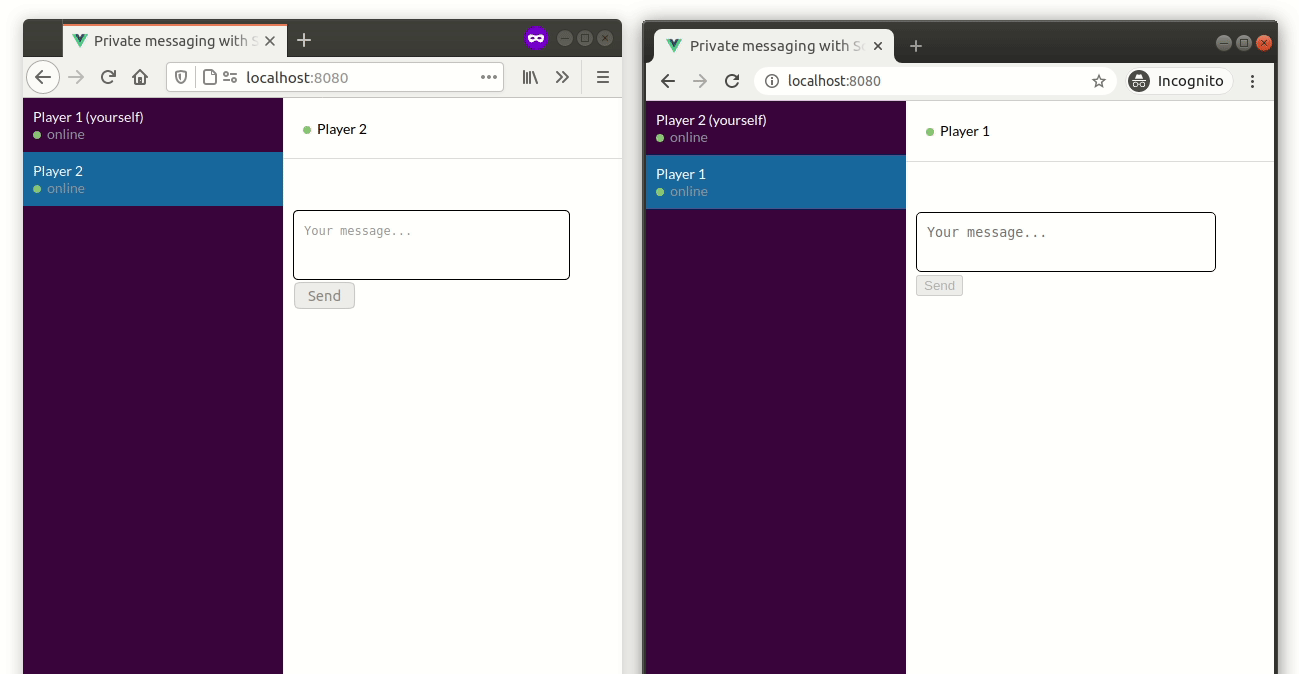 Private messaging with S
localhost:8080
Player 1 (yourself)
online
Player 2
online
Player 2
Your message...
Send
Private messaging with S
localhost:8080
Incognito
Player 2 (yourself)
online
Player 1
online
Player 1
Your message...
Send